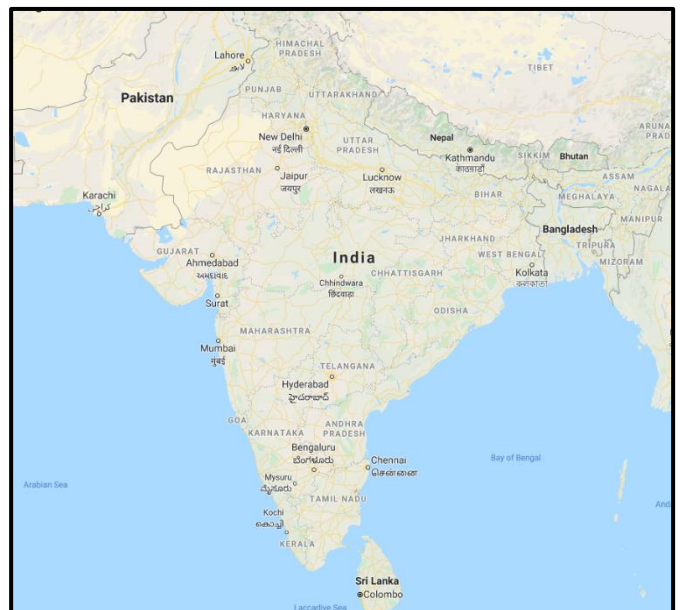 HIMACHAL
PRADESH
Lahore
لاہور
TIBET
PUNJAB
UTTARAKHAND
Pakistan
HARYANA
ARUNA
PRAD
New Delhi
नई दिल्ली
UTTAR
PRADESH
Nepal
Kathmandu
काठमाडौं
SIKKIM
Bhutan
RAJASTHAN
Jaipur
जयपुर
Lucknow
लखनऊ
ASSAM
NAGALA
Karachi
کراچی
BIHAR
MEGHALAYA
MANIPUR
Bangladesh
JHARKHAND
GUJARAT
Ahmedabad
અમદાવાદ
India
WEST BENGAL
TRIPURA
MIZORAM
CHHATTISGARH
Kolkata
কলকাতা
Chhindwara
छिंदवाड़ा
Surat
ODISHA
MAHARASHTRA
Mumbai
मुंबई
TELANGANA
Hyderabad
హైదరాబాద్
GOA
KARNATAKA
ANDHRA
PRADESH
Bengaluru
ಬೆಂಗಳೂರು
Chennai
சென்னை
Bay of Bengal
Arabian Sea
Mysuru
ಮೈಸೂರು
TAMIL NADU
Anda
Kochi
കൊച്ചി
KERALA
Sri Lanka
Colombo
Laccadive Sea